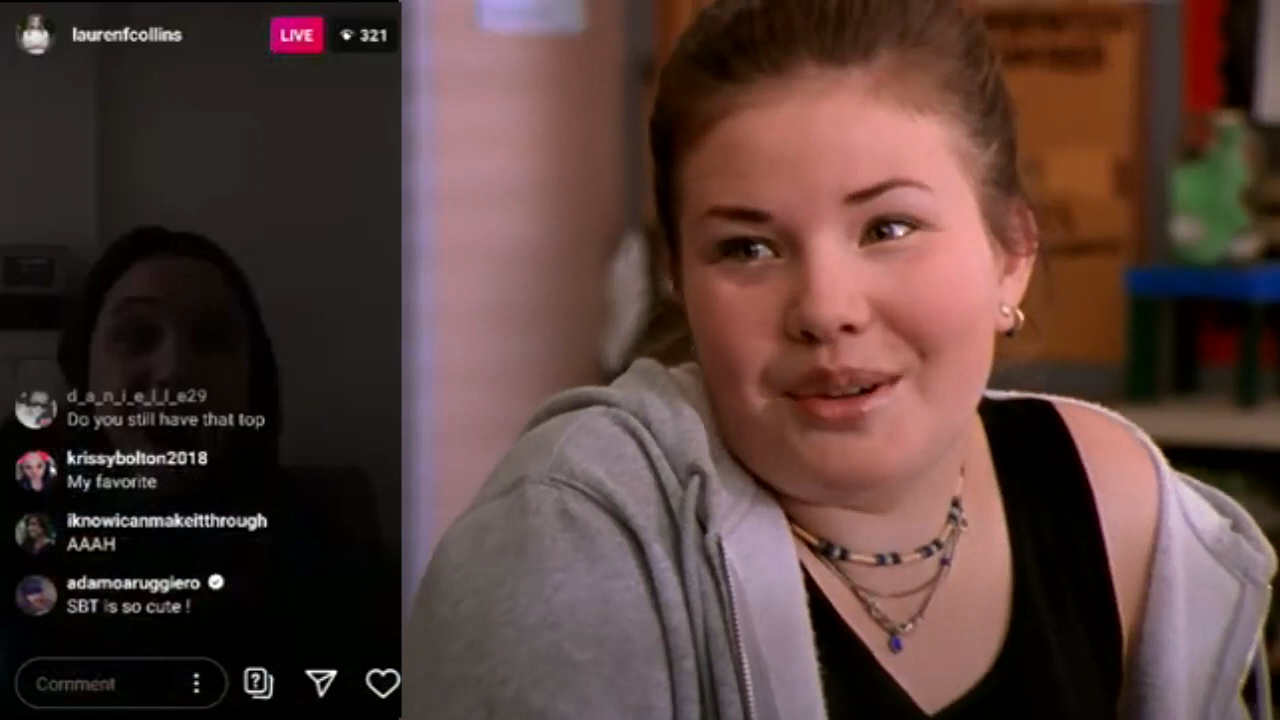 laurenfcollins
LIVE
321
d_a_n_i_e_l_l_e29
Do you still have that top
krissybolton2018
My favorite
iknowicanmakeitthrough
AAAH
adamoaruggiero
SBT is so cute !
Comment